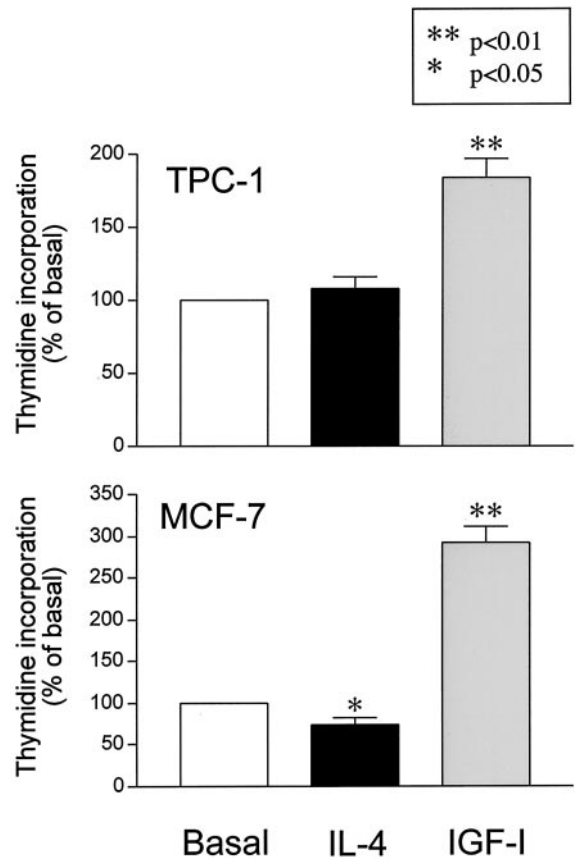 ** p<0.01
* p<0.05
Thymidine incorporation
(% of basal)
200
150
100
50
0
TPC-1
**
Thymidine incorporation
(% of basal)
350
300
250
200
150
100
50
0
MCF-7
*
**
Basal IL-4 IGF-I